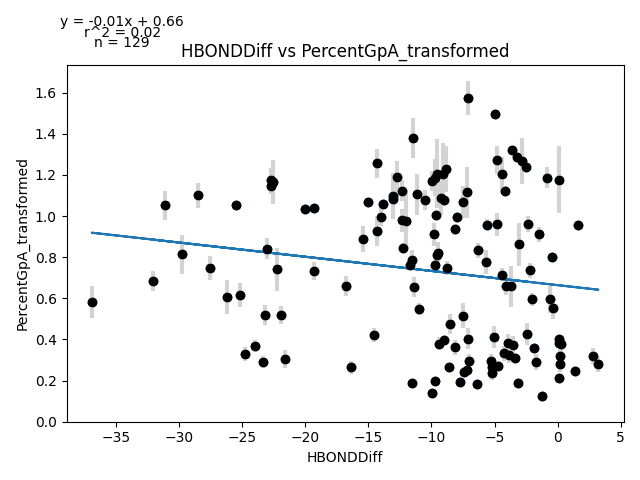 y = -0.01x + 0.66
r^2 = 0.02
n = 129
HBONDDiff vs PercentGpA_transformed
PercentGpA_transformed
1.6
1.4
1.2
1.0
0.8
0.6
0.4
0.2
0.0
−35 −30 −25 −20 −15 −10 −5 0 5
HBONDDiff